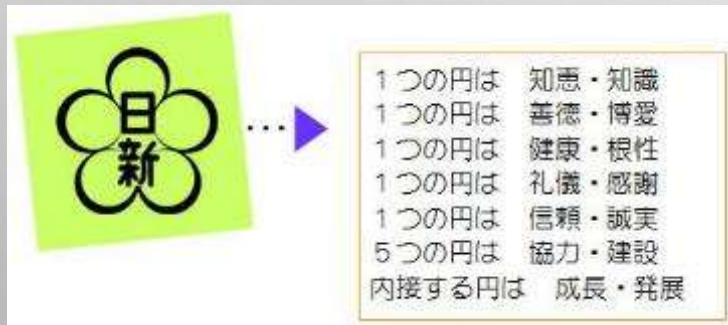 日
新
1つの円は 知恵・知識
1つの円は 善徳・博愛
1つの円は 健康・根性
1つの円は 礼儀・感謝
1つの円は 信頼・誠実
5つの円は 協力・建設
内接する円は 成長・発展